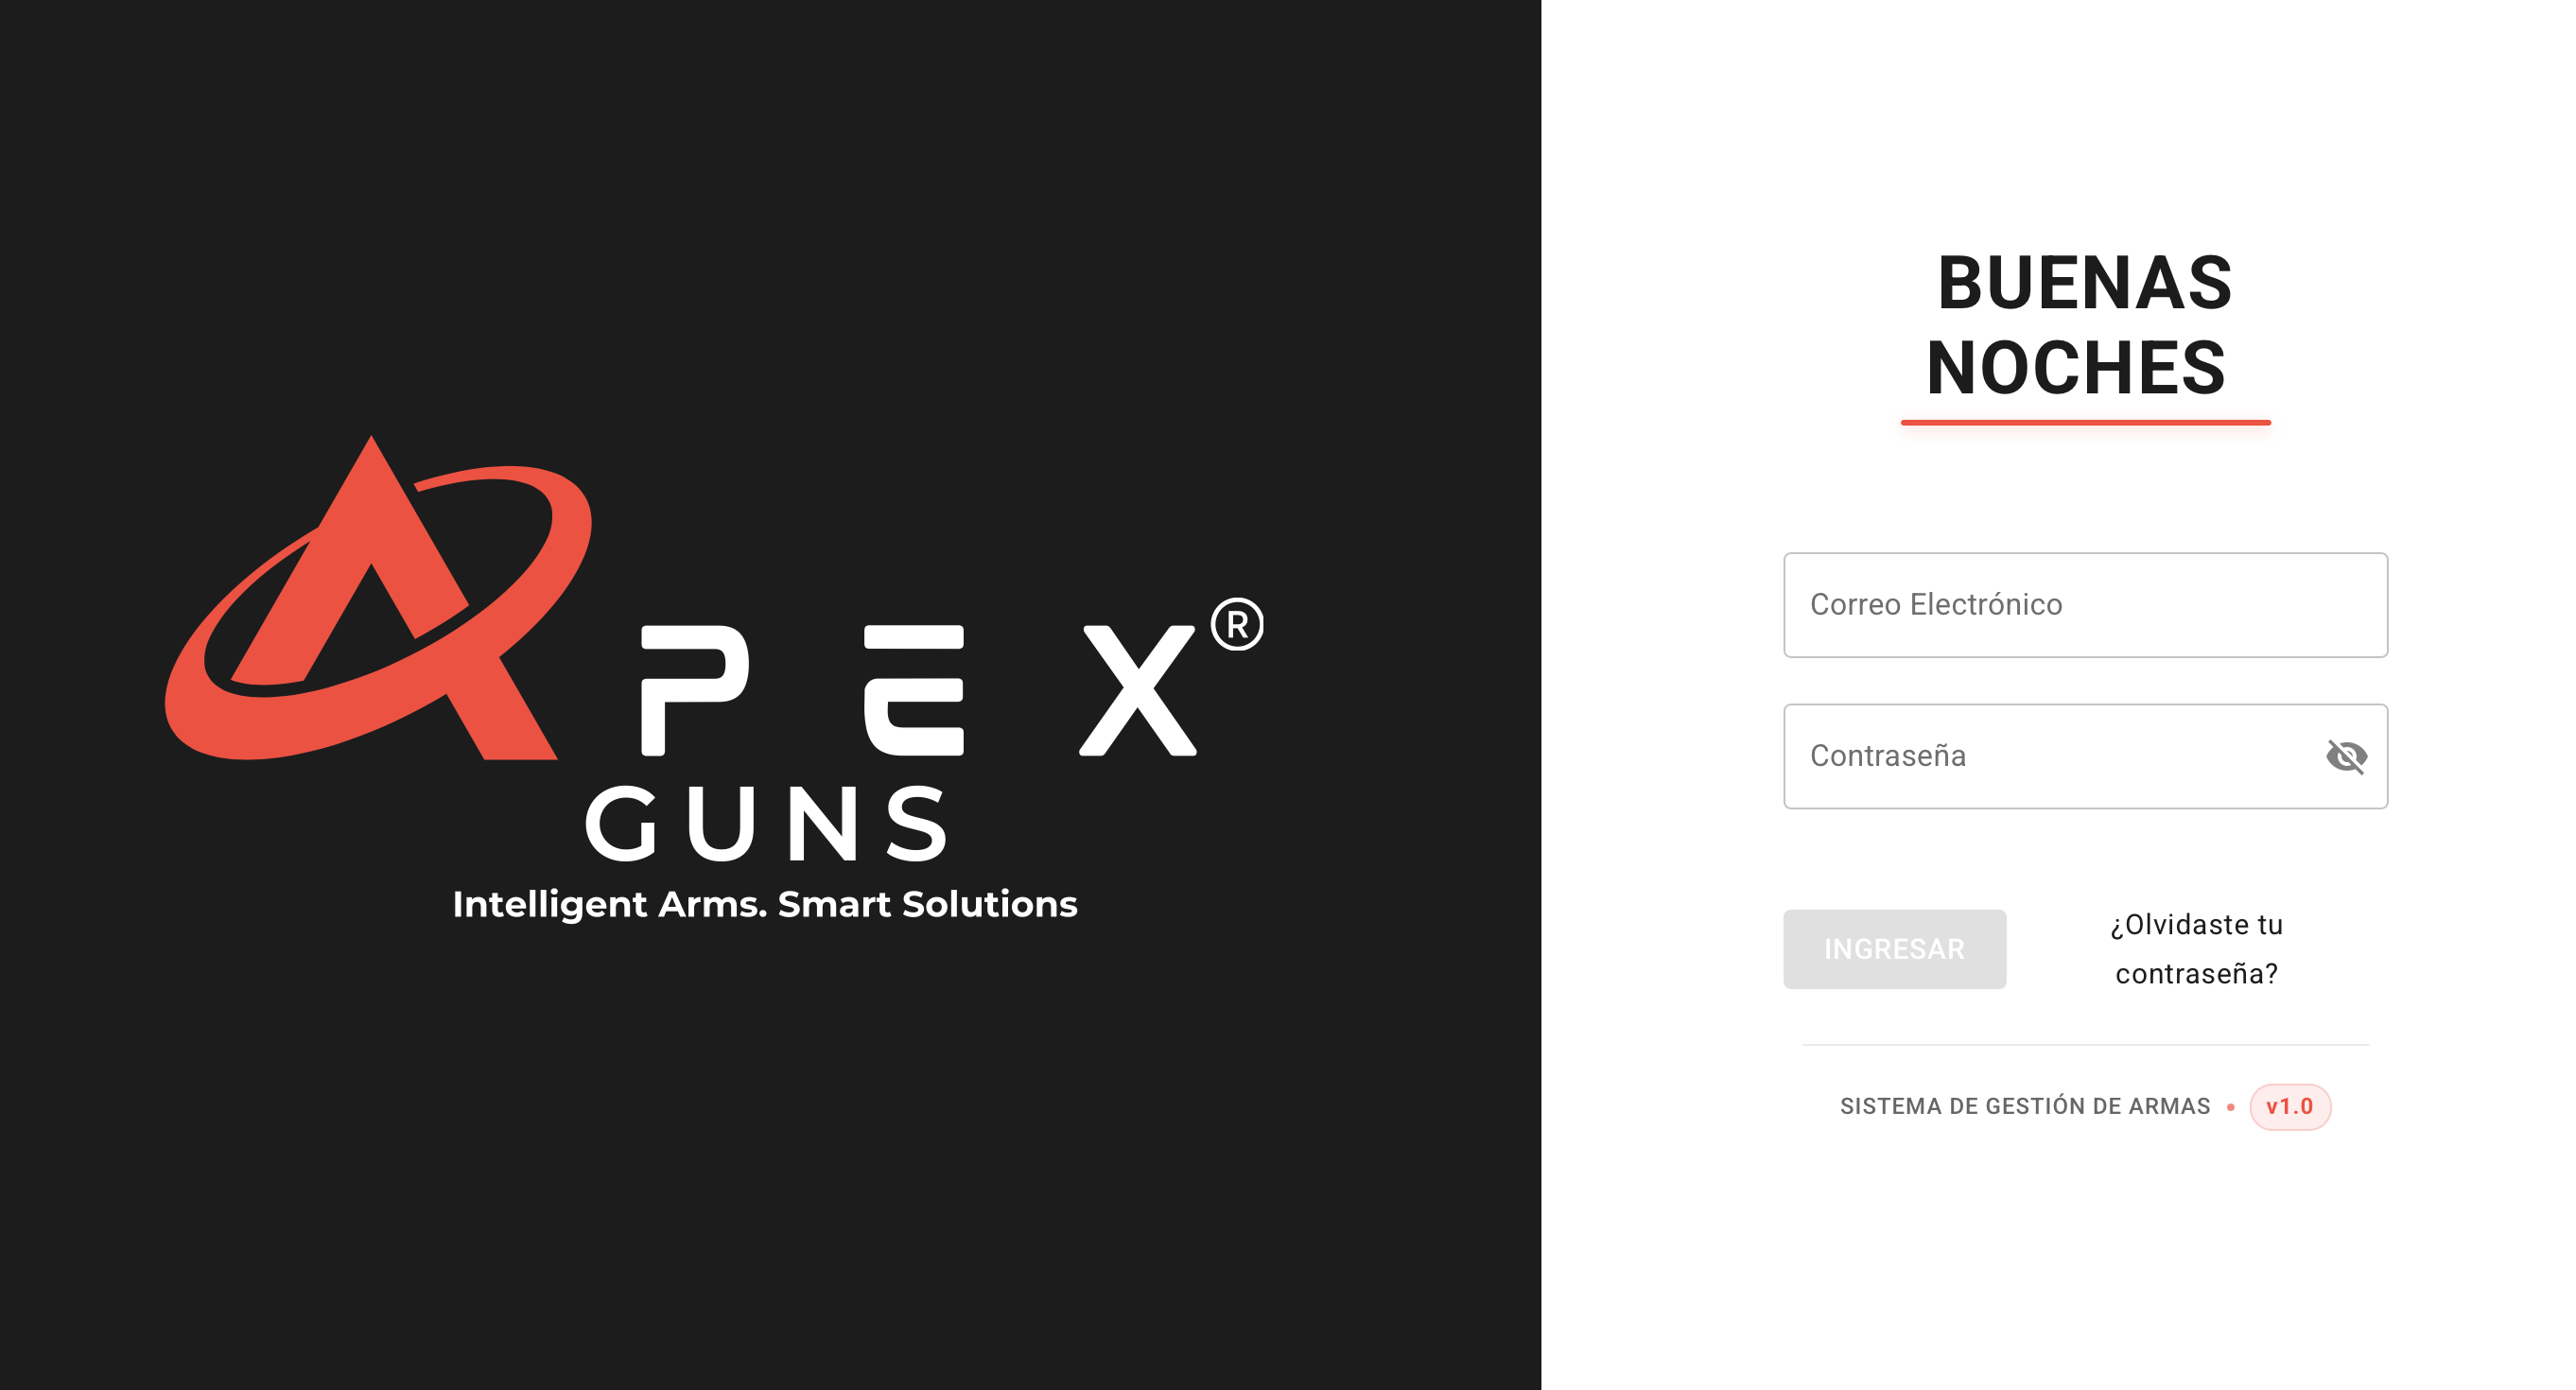 APEX®
GUNS
Intelligent Arms. Smart Solutions
BUENAS
NOCHES
Correo Electrónico
Contraseña
INGRESAR
¿Olvidaste tu
contraseña?
SISTEMA DE GESTIÓN DE ARMAS • v1.0